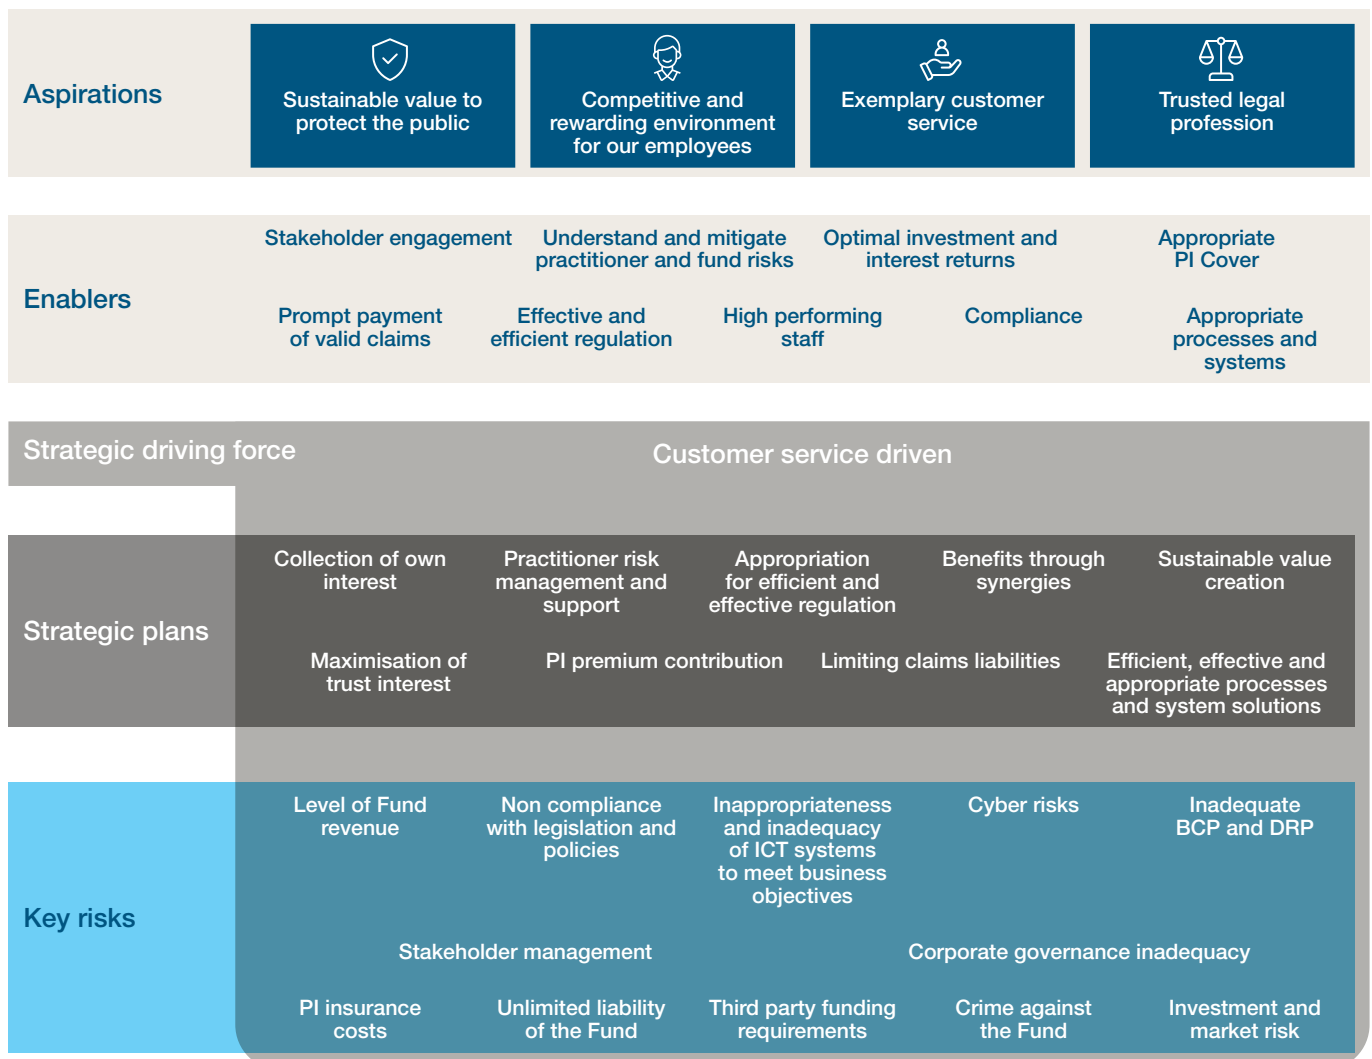 Aspirations
Sustainable value to
protect the public
Competitive and
rewarding environment
for our employees
Exemplary customer
service
Trusted legal
profession
Enablers
Stakeholder engagement
Understand and mitigate
practitioner and fund risks
Optimal investment and
interest returns
Appropriate
PI Cover
Prompt payment
of valid claims
Effective and
efficient regulation
High performing
staff
Compliance
Appropriate
processes and
systems
Strategic driving force
Customer service driven
Strategic plans
Collection of own
interest
Practitioner risk
management and
support
Appropriation
for efficient and
effective regulation
Benefits through
synergies
Sustainable value
creation
Maximisation of
trust interest
PI premium contribution
Limiting claims liabilities
Efficient, effective and
appropriate processes
and system solutions
Key risks
Level of Fund
revenue
Non compliance
with legislation and
policies
Inappropriateness
and inadequacy
of ICT systems
to meet business
objectives
Cyber risks
Inadequate
BCP and DRP
Stakeholder management
Corporate governance inadequacy
PI insurance
costs
Unlimited liability
of the Fund
Third party funding
requirements
Crime against
the Fund
Investment and
market risk